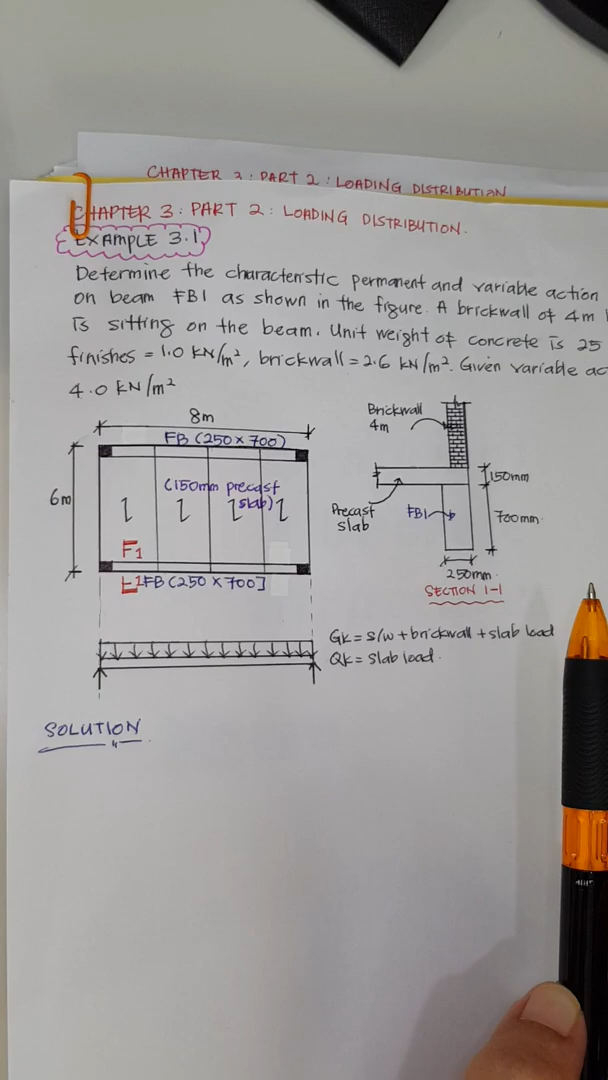 CHAPTER 3 : PART 2 : LOADING DISTRIBUTION
CHAPTER 3 : PART 2 : LOADING DISTRIBUTION.
EXAMPLE 3.1
Determine the characteristic permanent and variable action
on beam FB1 as shown in the figure. A brickwall of 4m
is sitting on the beam. Unit weight of concrete is 25
finishes = 1.0 kN/m², brickwall = 2.6 kN/m². Given variable ac
4.0 kN/m²
8m
FB (250 x 700)
6m
(150mm precast
slab)
1
FB (250 x 700]
Brickwall
4m
150mm
Precast
slab
FB1
700mm
250mm
SECTION 1-1
Gk = s/w + brickwall + slab load
Qk = slab load.
SOLUTION